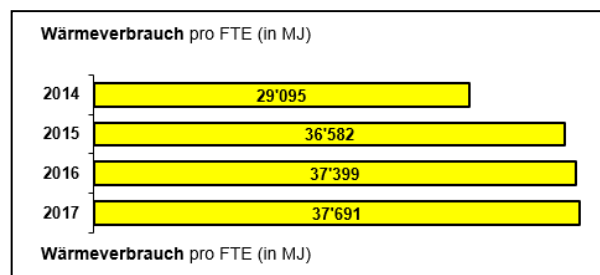 Wärmeverbrauch pro FTE (in MJ)
2014 29'095
2015 36'582
2016 37'399
2017 37'691
Wärmeverbrauch pro FTE (in MJ)